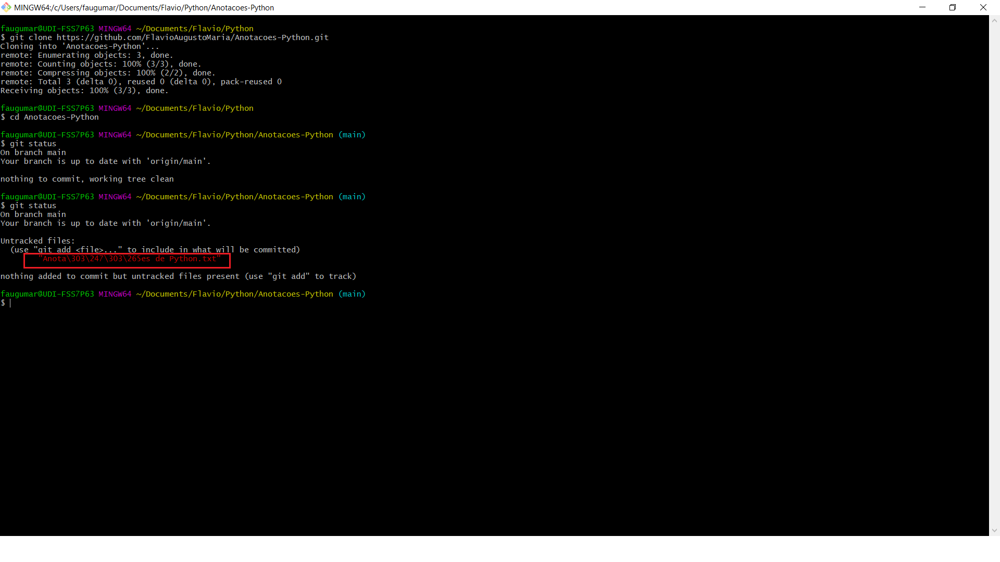 MINGW64:/c/Users/faugumar/Documents/Flavio/Python/Anotacoes-Python
faugumar@UDI-FSS7P63 MINGW64 ~/Documents/Flavio/Python
$ git clone https://github.com/FlavioAugustoMaria/Anotacoes-Python.git
Cloning into 'Anotacoes-Python'...
remote: Enumerating objects: 3, done.
remote: Counting objects: 100% (3/3), done.
remote: Compressing objects: 100% (2/2), done.
remote: Total 3 (delta 0), reused 0 (delta 0), pack-reused 0
Receiving objects: 100% (3/3), done.
faugumar@UDI-FSS7P63 MINGW64 ~/Documents/Flavio/Python
$ cd Anotacoes-Python
faugumar@UDI-FSS7P63 MINGW64 ~/Documents/Flavio/Python/Anotacoes-Python (main)
$ git status
On branch main
Your branch is up to date with 'origin/main'.
nothing to commit, working tree clean
faugumar@UDI-FSS7P63 MINGW64 ~/Documents/Flavio/Python/Anotacoes-Python (main)
$ git status
On branch main
Your branch is up to date with 'origin/main'.
Untracked files:
(use "git add <file>..." to include in what will be committed)
"Anota\303\247\303\265es de Python.txt"
nothing added to commit but untracked files present (use "git add" to track)
faugumar@UDI-FSS7P63 MINGW64 ~/Documents/Flavio/Python/Anotacoes-Python (main)
$